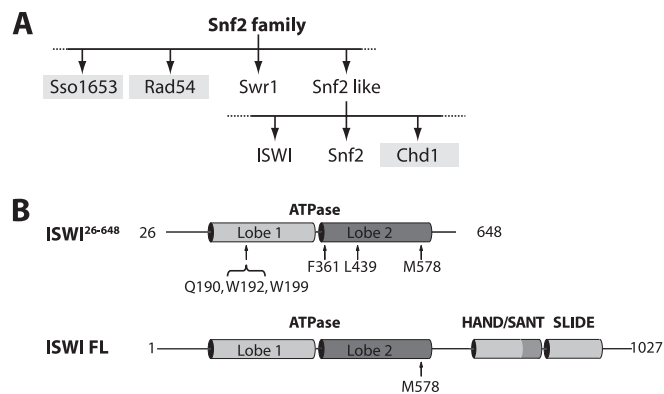 A
Snf2 family
Sso1653 Rad54 Swr1 Snf2 like
ISWI Snf2 Chd1
B
ATPase
ISWI26-648 26 Lobe 1 Lobe 2 648
F361 L439 M578
Q190, W192, W199
ATPase HAND/SANT SLIDE
ISWI FL 1 Lobe 1 Lobe 2 1027
M578